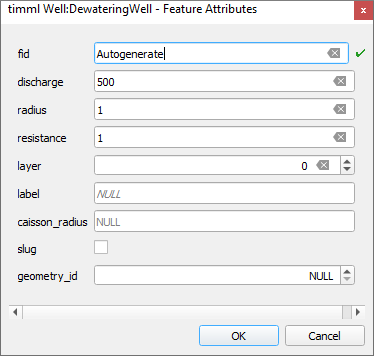 timml Well:DewateringWell - Feature Attributes
fid Autogenerate
discharge 500
radius 1
resistance 1
layer 0
label NULL
caisson_radius NULL
slug
geometry_id NULL
OK Cancel